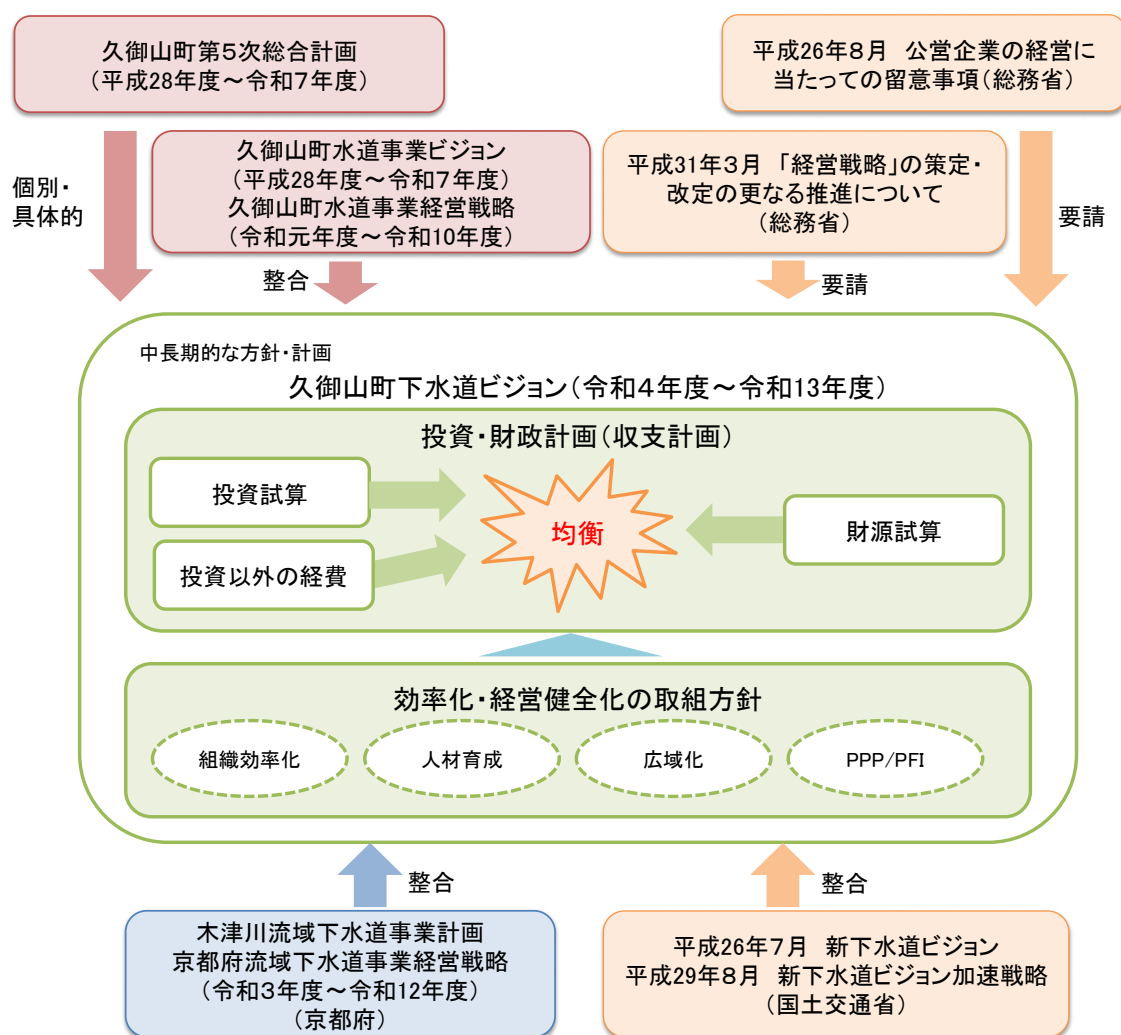 久御山町第5次総合計画
（平成28年度～令和7年度）
平成26年8月　公営企業の経営に
当たっての留意事項（総務省）
個別・
具体的
久御山町水道事業ビジョン
（平成28年度～令和7年度）
久御山町水道事業経営戦略
（令和元年度～令和10年度）
平成31年3月　「経営戦略」の策定・
改定の更なる推進について
（総務省）
要請
整合
要請
中長期的な方針・計画
久御山町下水道ビジョン（令和4年度～令和13年度）
投資・財政計画（収支計画）
投資試算
均衡
財源試算
投資以外の経費
効率化・経営健全化の取組方針
組織効率化
人材育成
広域化
PPP/PFI
整合
整合
木津川流域下水道事業計画
京都府流域下水道事業経営戦略
（令和3年度～令和12年度）
（京都府）
平成26年7月　新下水道ビジョン
平成29年8月　新下水道ビジョン加速戦略
（国土交通省）